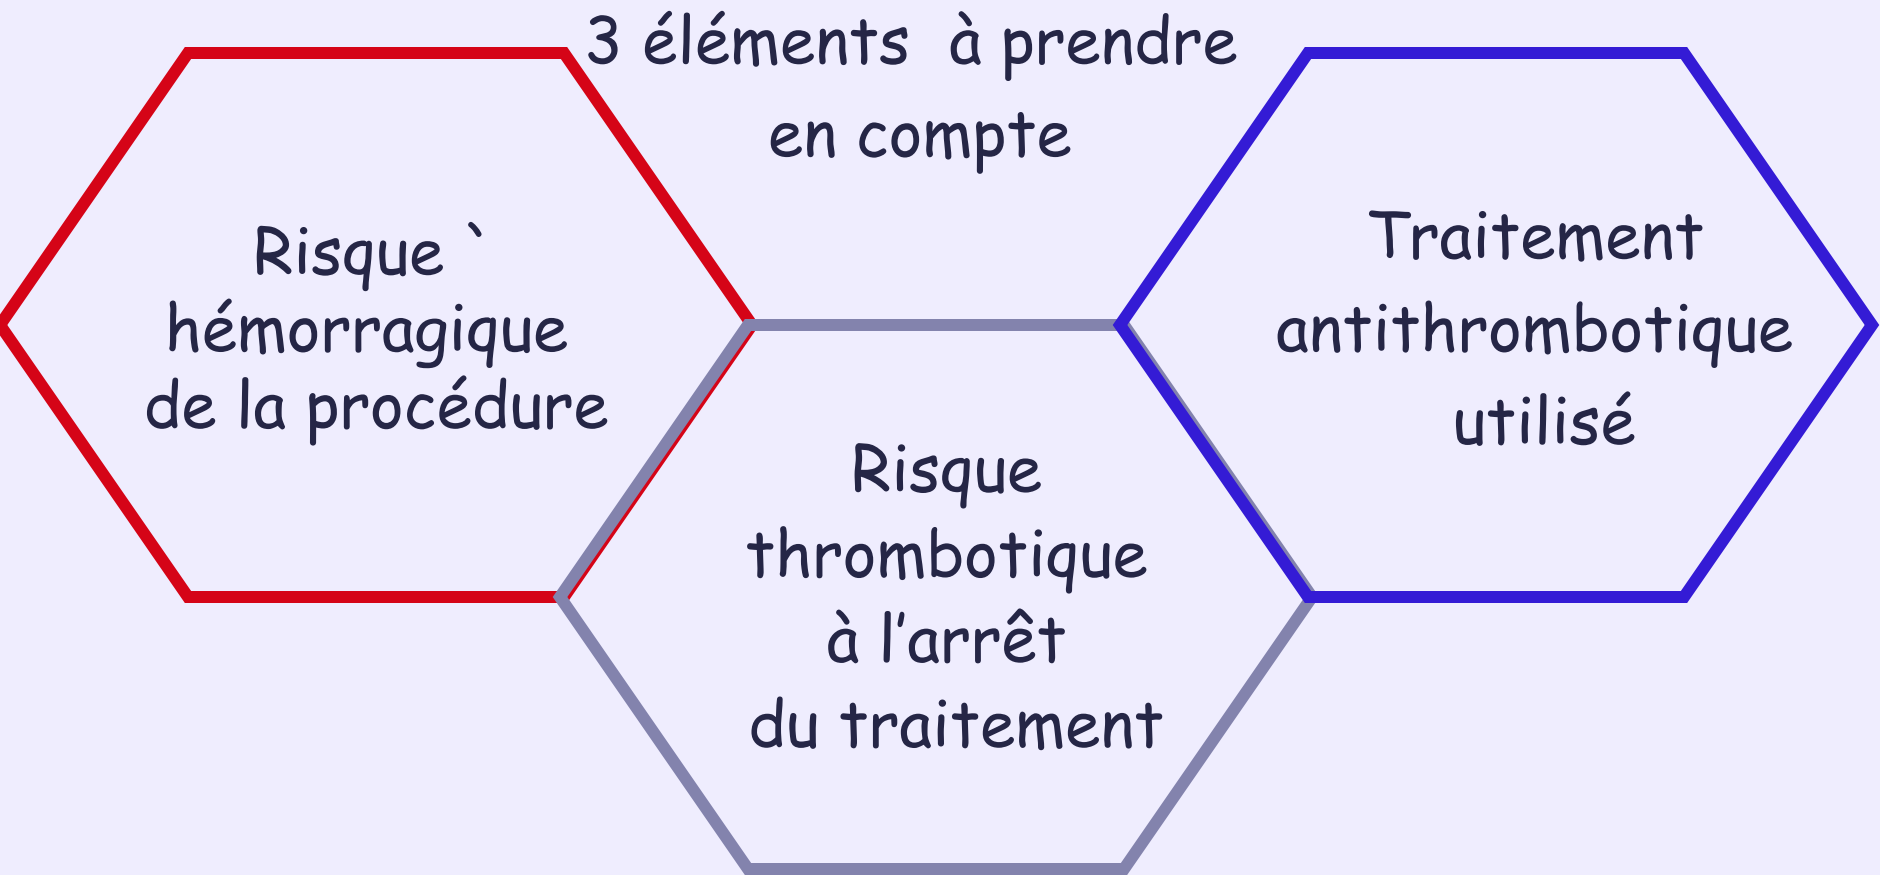 3 éléments à prendre
en compte
Risque `
hémorragique
de la procédure
Risque
thrombotique
à l’arrêt
du traitement
Traitement
antithrombotique
utilisé